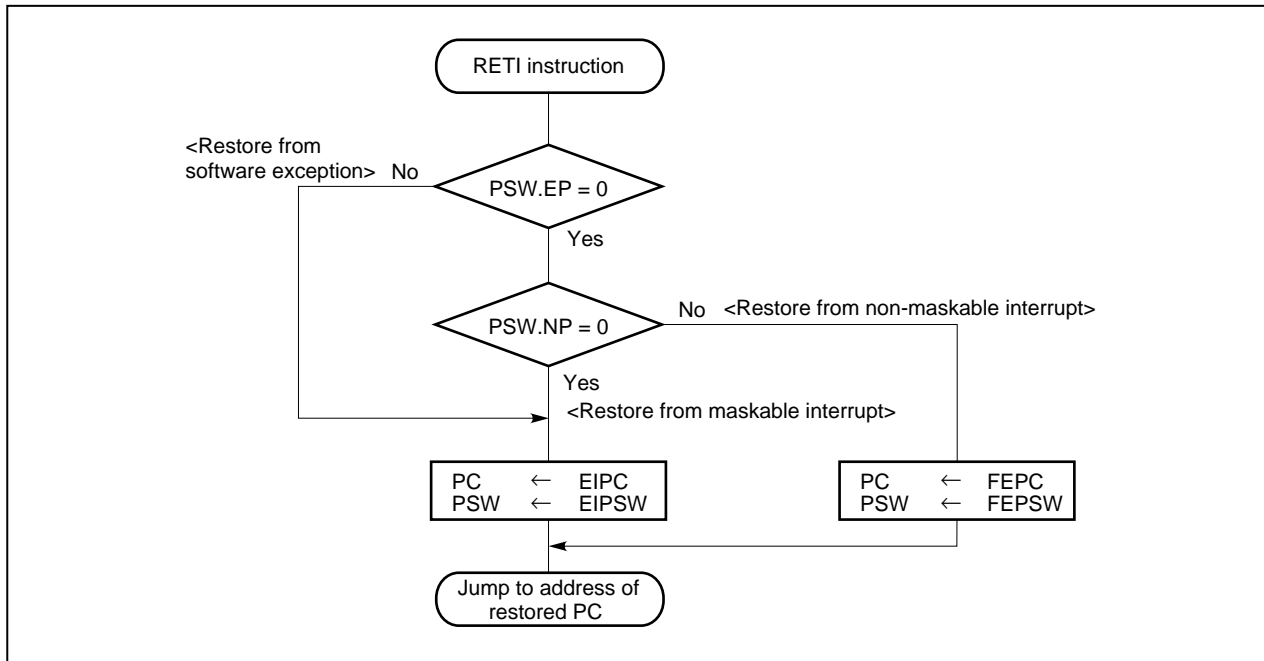 RETI instruction
<Restore from
software exception> No
PSW.EP = 0
Yes
No <Restore from non-maskable interrupt>
PSW.NP = 0
Yes
<Restore from maskable interrupt>
PC ← EIPC
PSW ← EIPSW
PC ← FEPC
PSW ← FEPSW
Jump to address of
restored PC